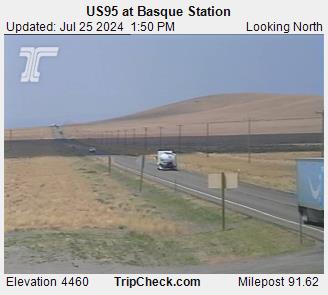 US95 at Basque Station
Updated: Jul 25 2024 1:50 PM Looking North
Elevation 4460 TripCheck.com Milepost 91.62